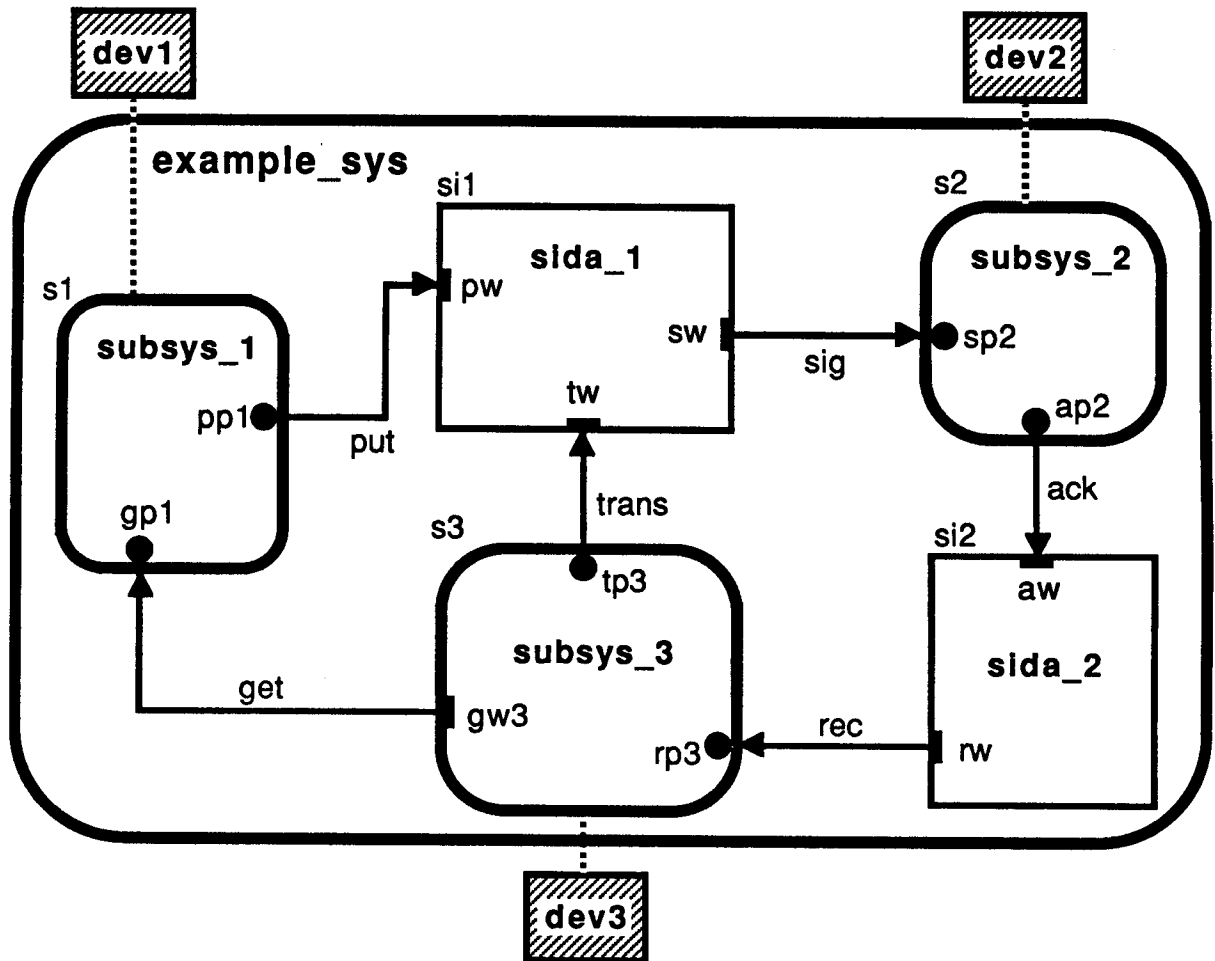 dev1
dev2
example_sys
si1
s2
sida_1
subsys_2
s1
pw
subsys_1
sw
sp2
sig
tw
pp1
ap2
put
ack
trans
gp1
s3
si2
tp3
aw
subsys_3
sida_2
get
gw3
rec
rp3
rw
dev3